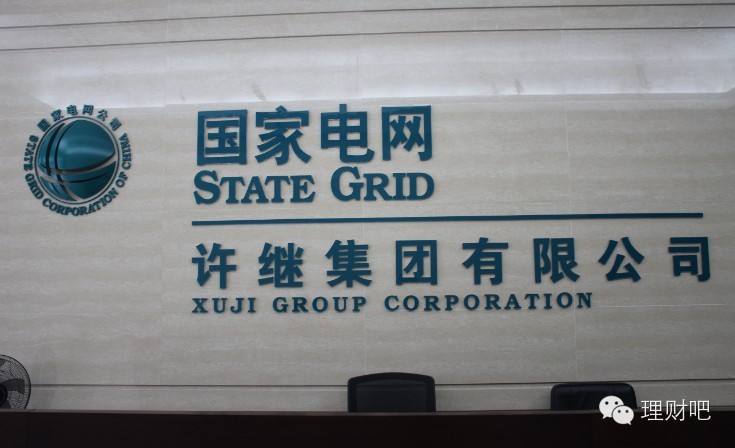 国家电网公司
STATE GRID CORPORATION OF CHINA
国家电网
STATE GRID
许继集团有限公司
XUJI GROUP CORPORATION
理财吧